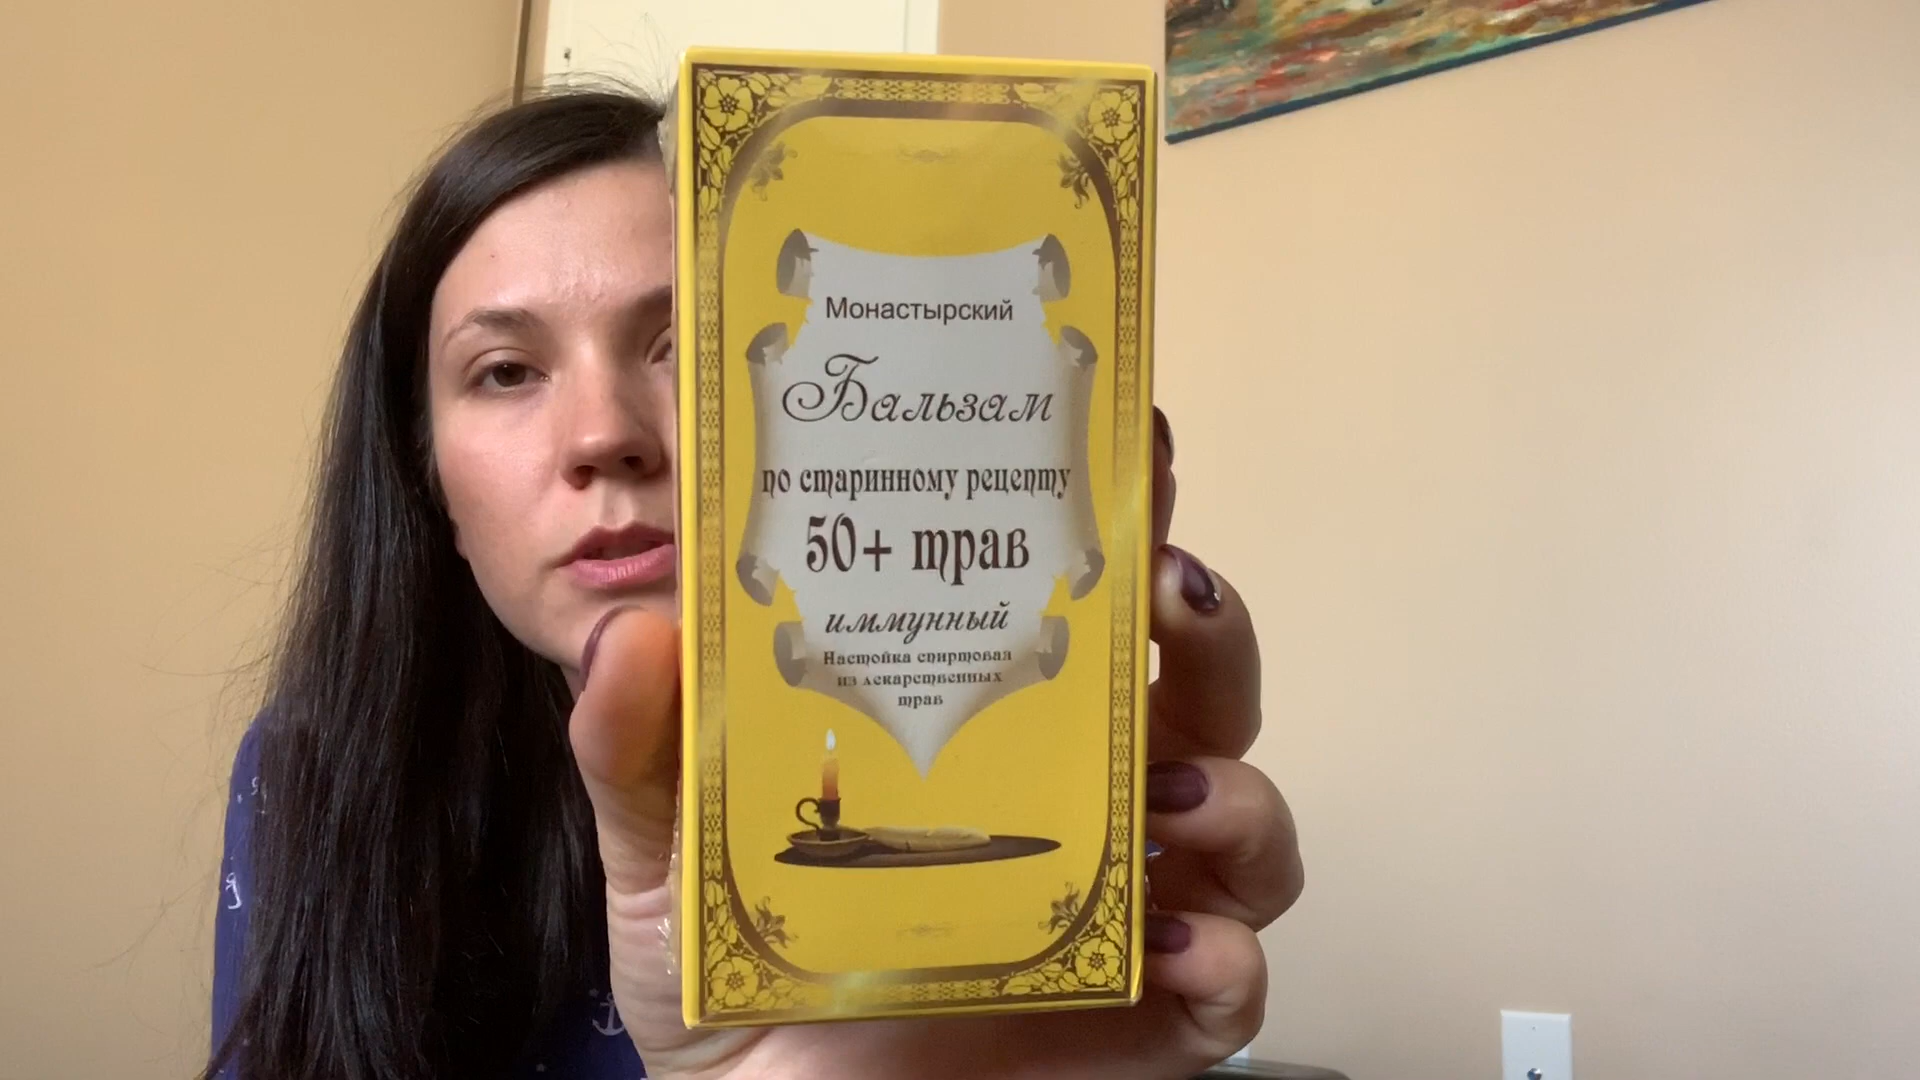 Монастырский
Бальзам
по старинному рецепту
50+ трав
иммунный
Настойка спиртовая
из лекарственных
трав